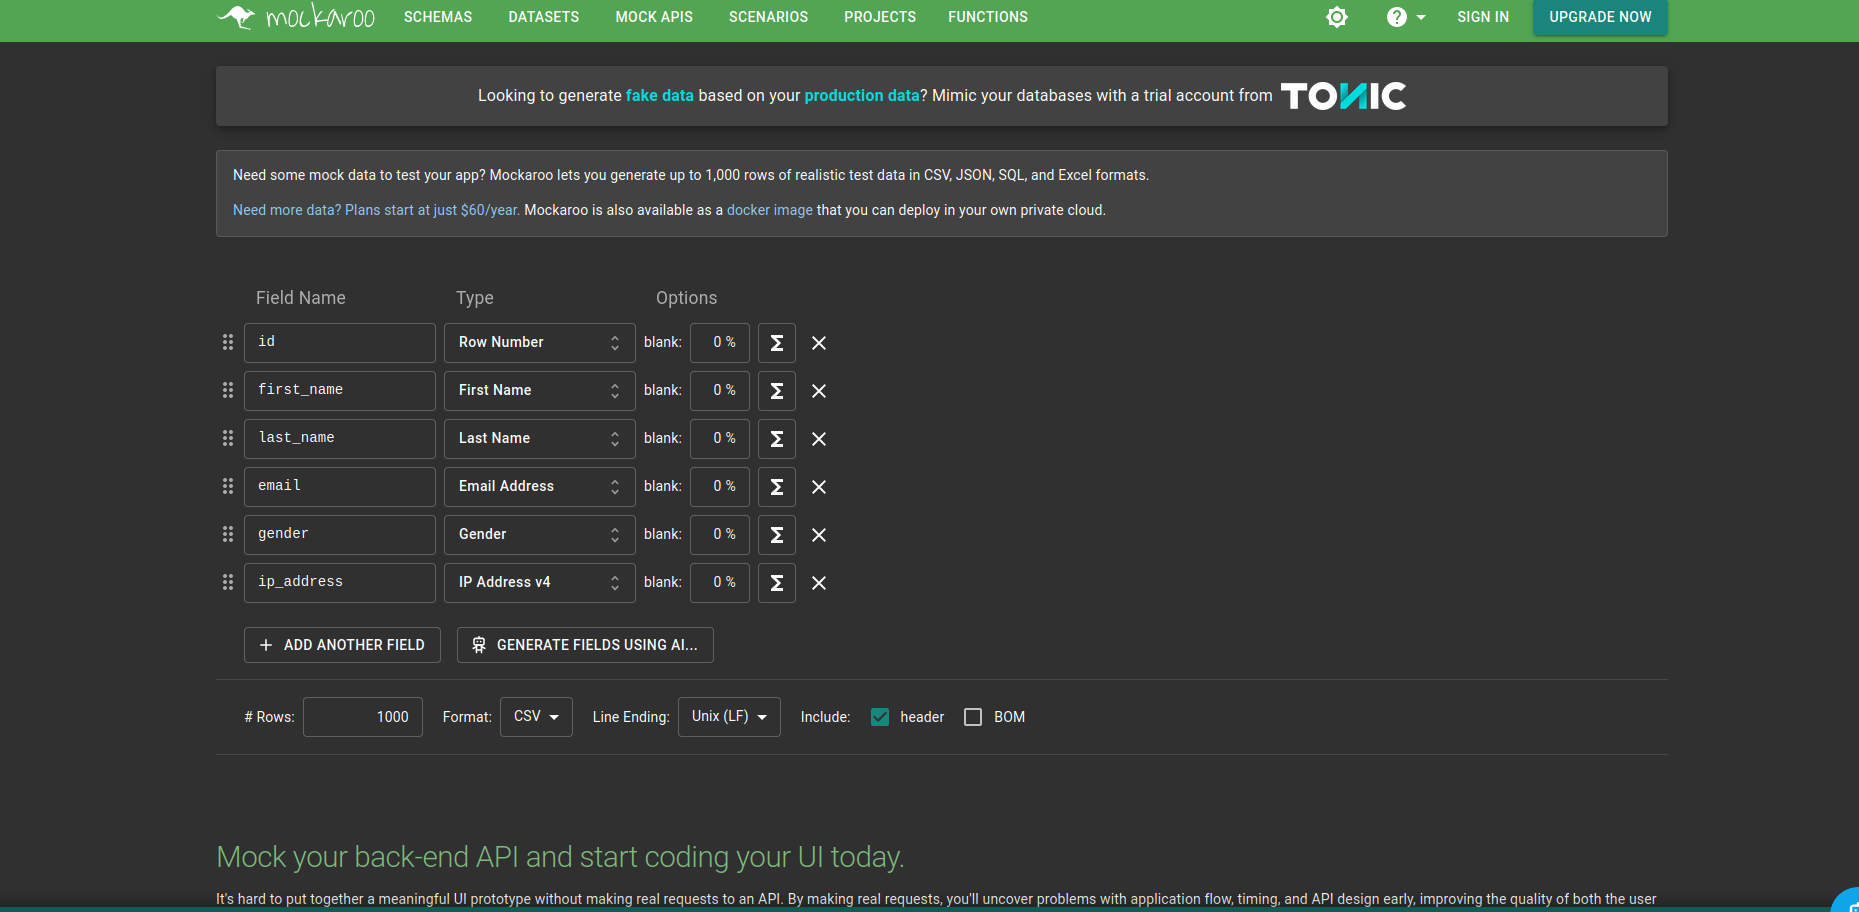 mockaroo SCHEMAS DATASETS MOCK APIS SCENARIOS PROJECTS FUNCTIONS ? SIGN IN UPGRADE NOW
Looking to generate fake data based on your production data? Mimic your databases with a trial account from TONIC
Need some mock data to test your app? Mockaroo lets you generate up to 1,000 rows of realistic test data in CSV, JSON, SQL, and Excel formats.
Need more data? Plans start at just $60/year. Mockaroo is also available as a docker image that you can deploy in your own private cloud.
Field Name Type Options
id Row Number blank: 0 % Σ
first_name First Name blank: 0 % Σ
last_name Last Name blank: 0 % Σ
email Email Address blank: 0 % Σ
gender Gender blank: 0 % Σ
ip_address IP Address v4 blank: 0 % Σ
+ ADD ANOTHER FIELD GENERATE FIELDS USING AI...
# Rows: 1000 Format: CSV Line Ending: Unix (LF) Include: header BOM
Mock your back-end API and start coding your UI today.
It's hard to put together a meaningful UI prototype without making real requests to an API. By making real requests, you'll uncover problems with application flow, timing, and API design early, improving the quality of both the user